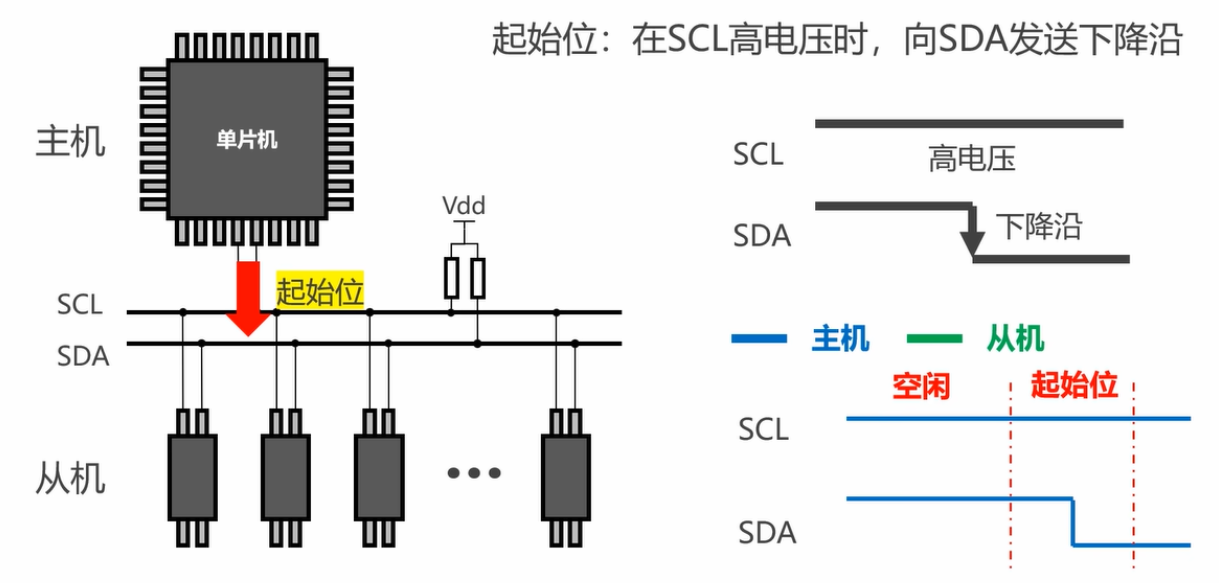 起始位：在SCL高电压时，向SDA发送下降沿
主机
单片机
Vdd
起始位
SCL
SDA
从机
SCL
高电压
SDA
下降沿
主机
从机
空闲
起始位
SCL
SDA